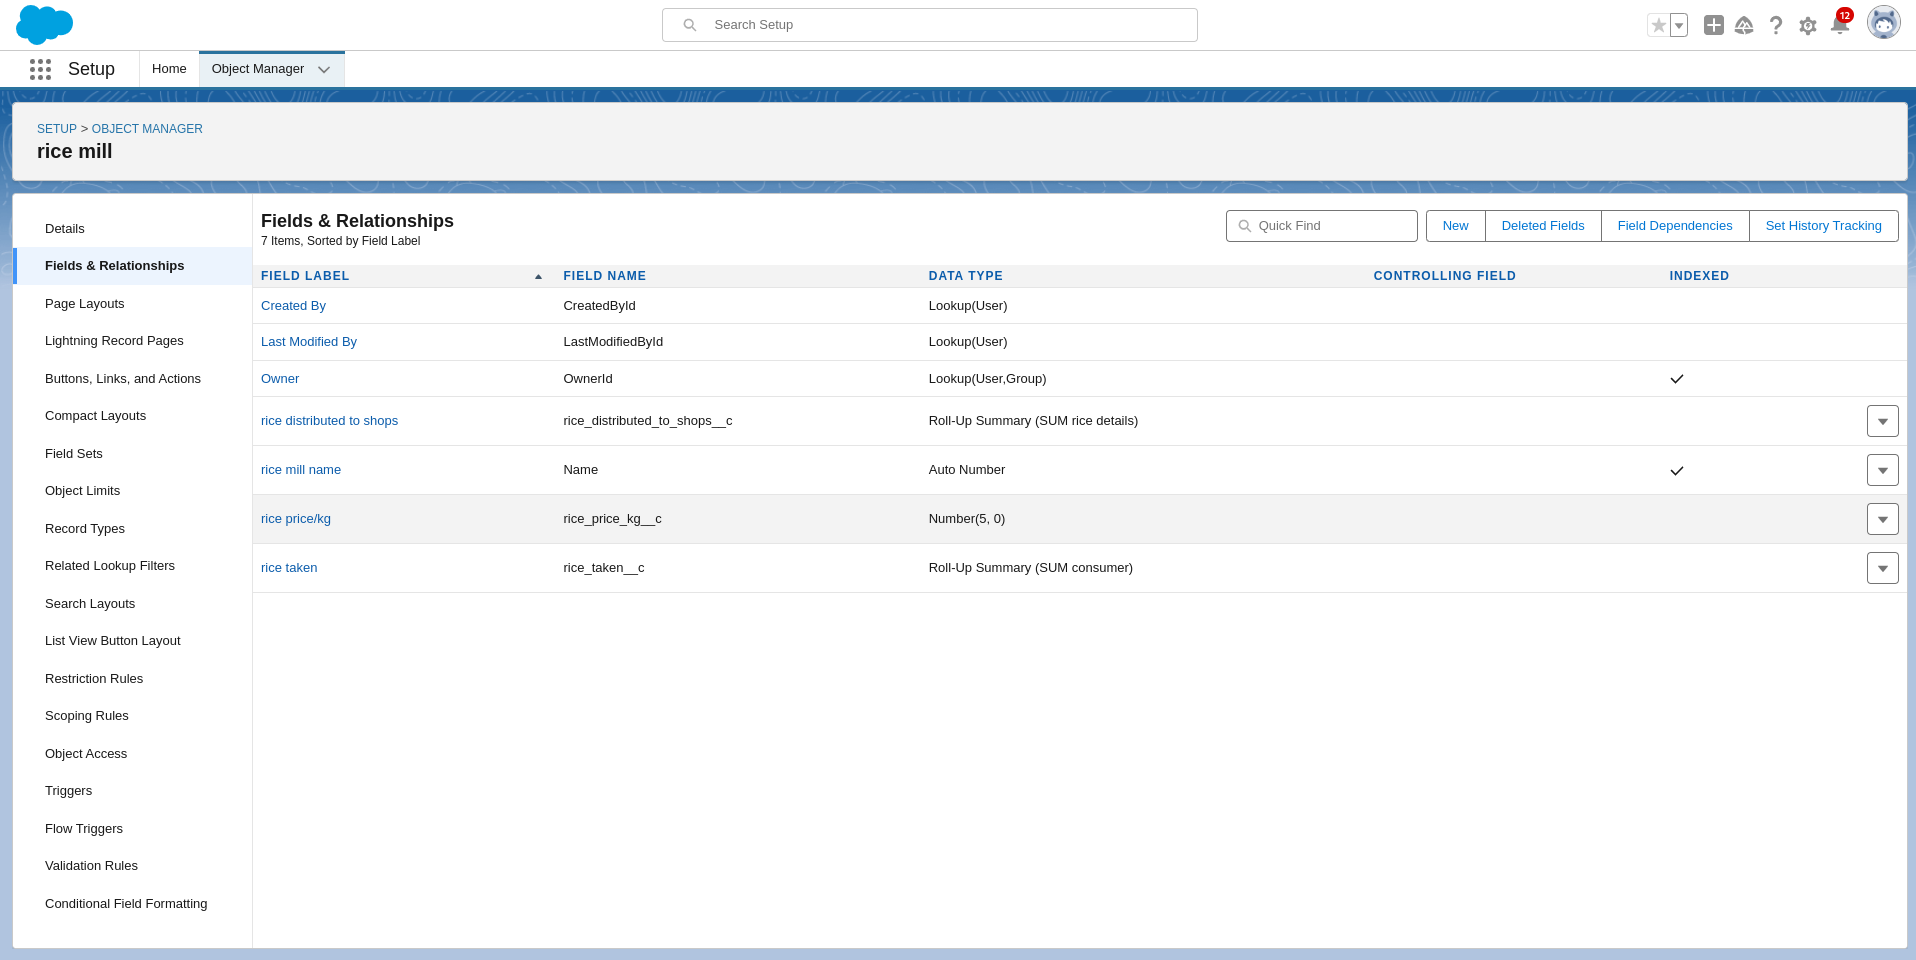 Search Setup
12
Setup
Home
Object Manager
SETUP > OBJECT MANAGER
rice mill
Details
Fields & Relationships
Page Layouts
Lightning Record Pages
Buttons, Links, and Actions
Compact Layouts
Field Sets
Object Limits
Record Types
Related Lookup Filters
Search Layouts
List View Button Layout
Restriction Rules
Scoping Rules
Object Access
Triggers
Flow Triggers
Validation Rules
Conditional Field Formatting
Fields & Relationships
7 Items, Sorted by Field Label
Quick Find
New Deleted Fields Field Dependencies Set History Tracking
FIELD LABEL FIELD NAME DATA TYPE CONTROLLING FIELD INDEXED
Created By CreatedById Lookup(User)
Last Modified By LastModifiedById Lookup(User)
Owner OwnerId Lookup(User,Group)
rice distributed to shops rice_distributed_to_shops__c Roll-Up Summary (SUM rice details)
rice mill name Name Auto Number
rice price/kg rice_price_kg__c Number(5, 0)
rice taken rice_taken__c Roll-Up Summary (SUM consumer)